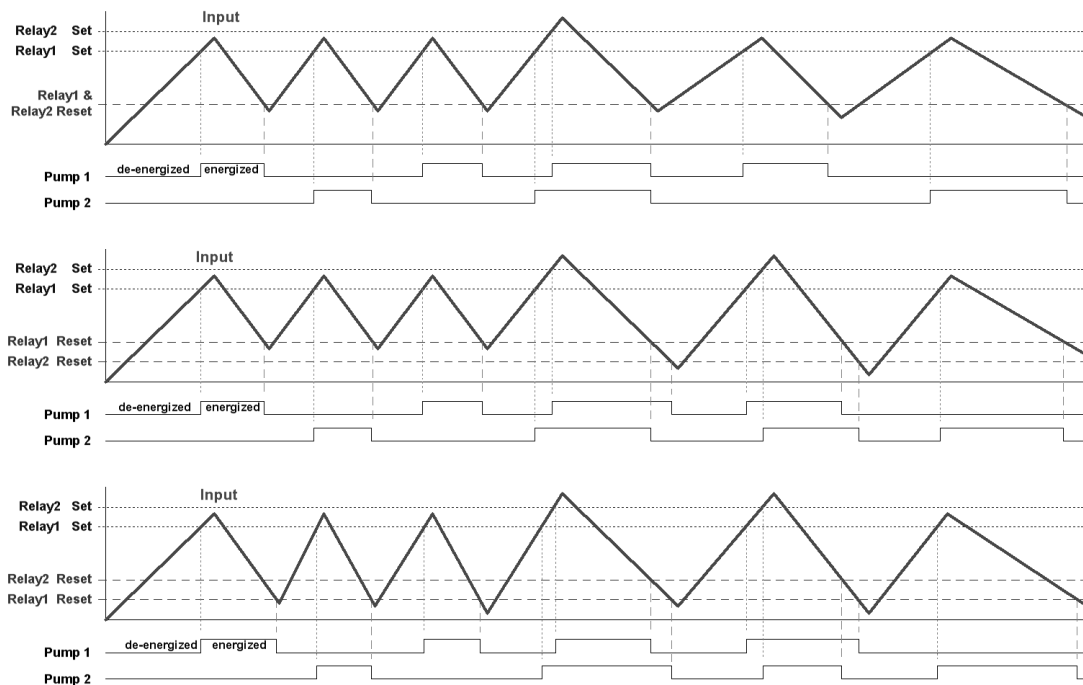 Input
Relay2 Set
Relay1 Set
Relay1 &
Relay2 Reset
de-energized energized
Pump 1
Pump 2
Input
Relay2 Set
Relay1 Set
Relay1 Reset
Relay2 Reset
de-energized energized
Pump 1
Pump 2
Input
Relay2 Set
Relay1 Set
Relay2 Reset
Relay1 Reset
de-energized energized
Pump 1
Pump 2